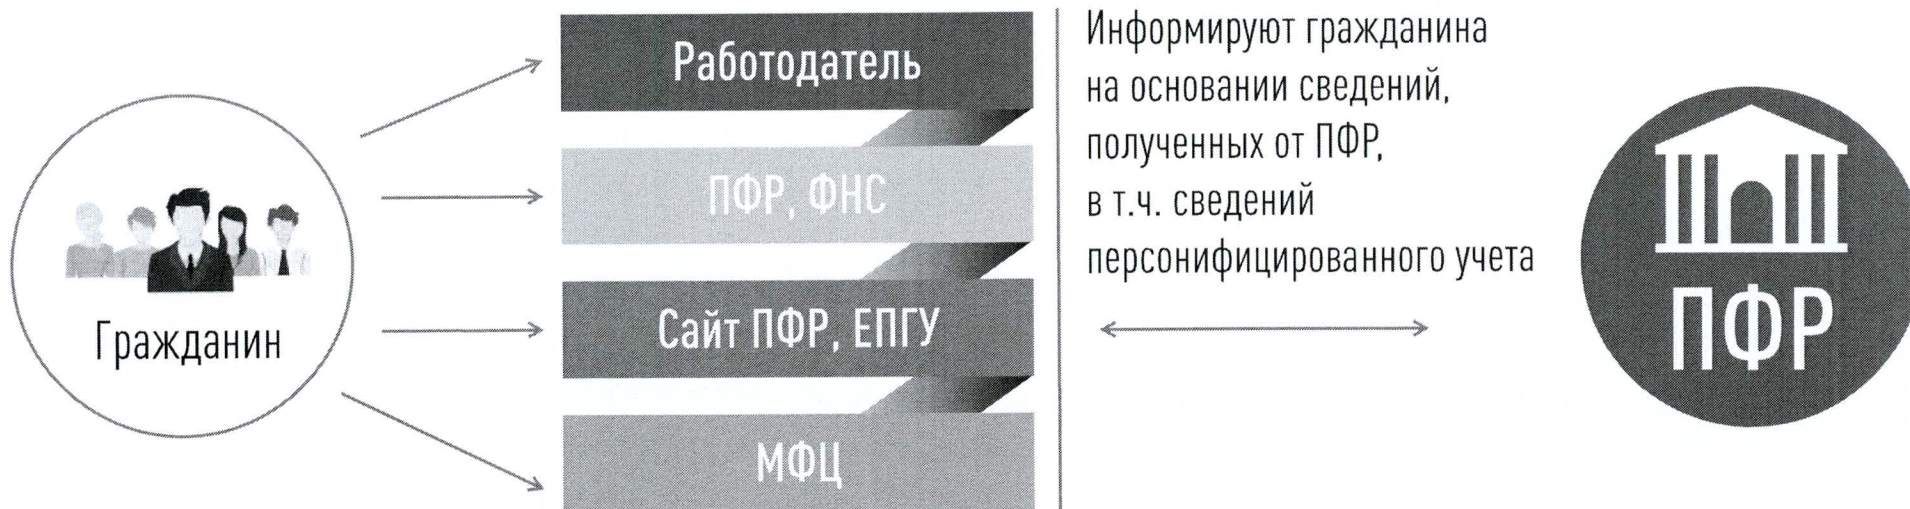 Гражданин
Работодатель
ПФР, ФНС
Сайт ПФР, ЕПГУ
МФЦ
Информируют гражданина
на основании сведений,
полученных от ПФР,
в т.ч. сведений
персонифицированного учета
ПФР